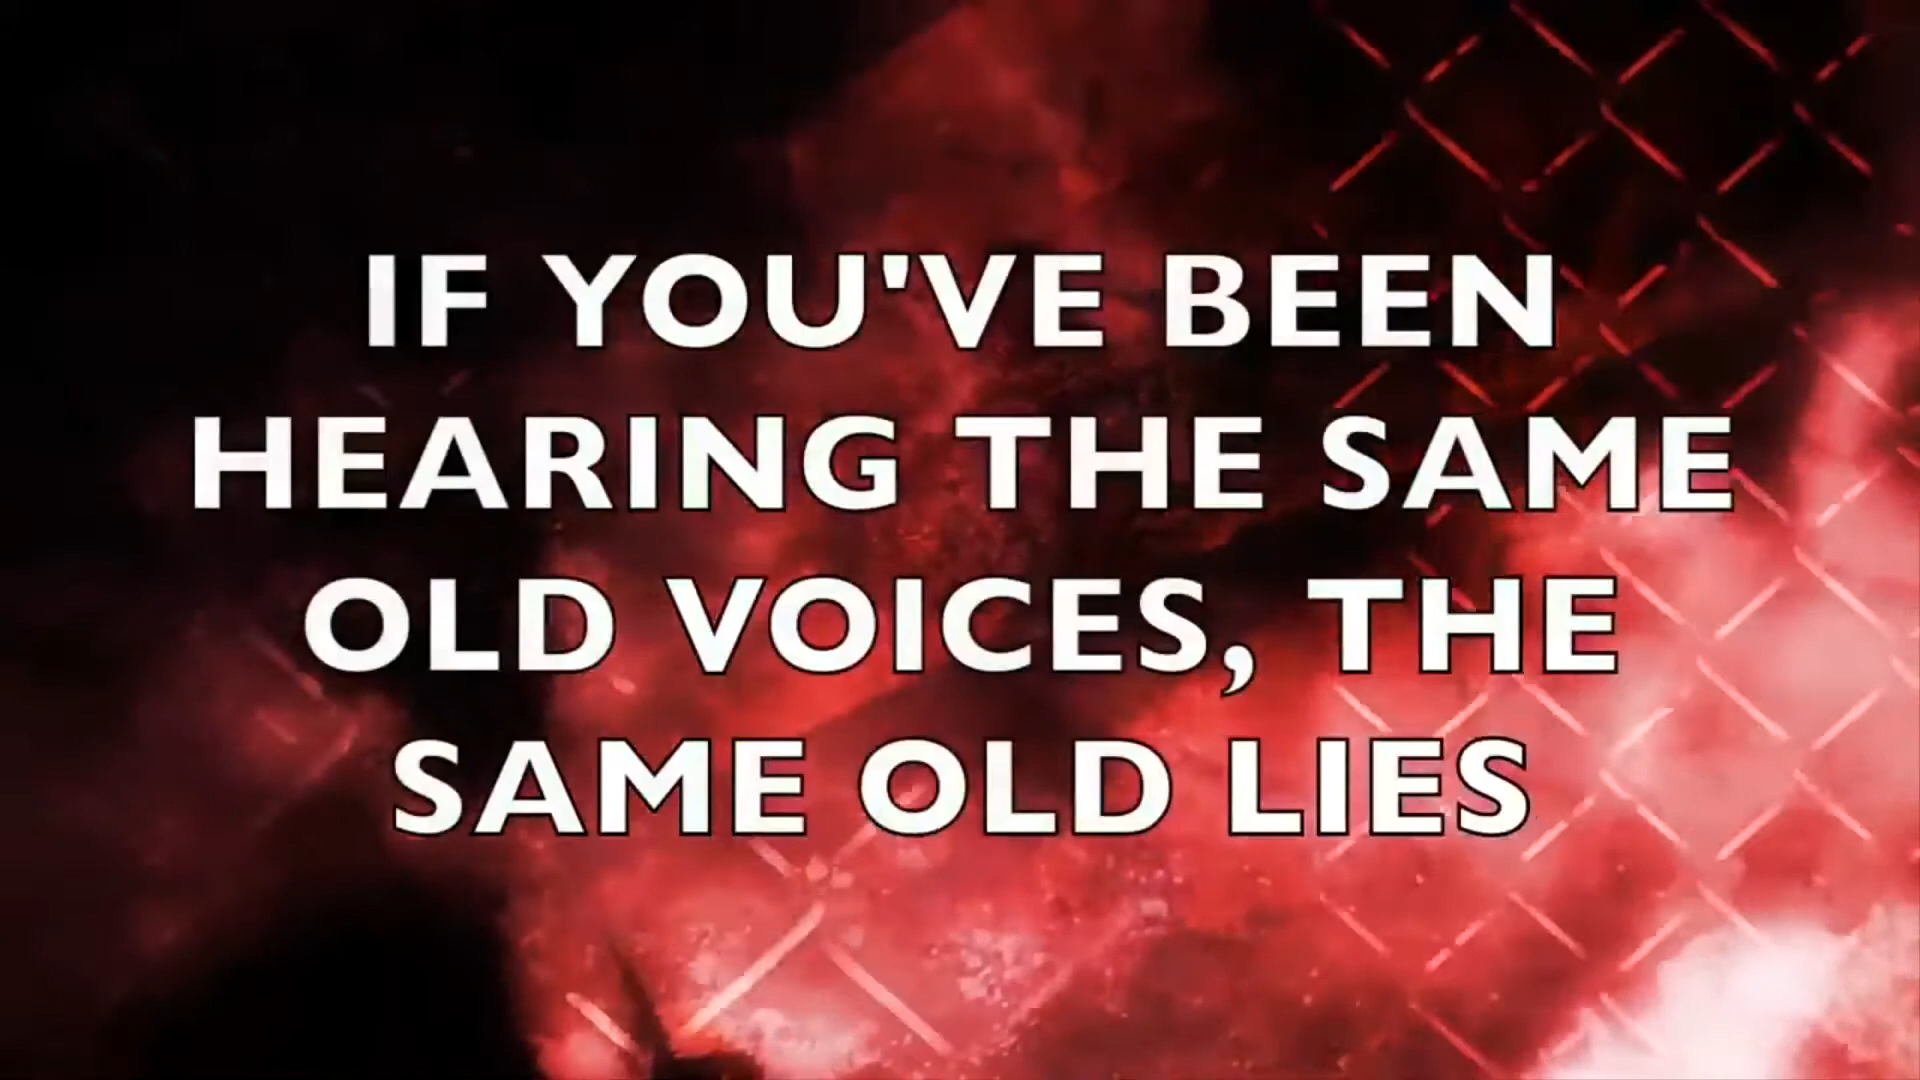 IF YOU'VE BEEN
HEARING THE SAME
OLD VOICES, THE
SAME OLD LIES